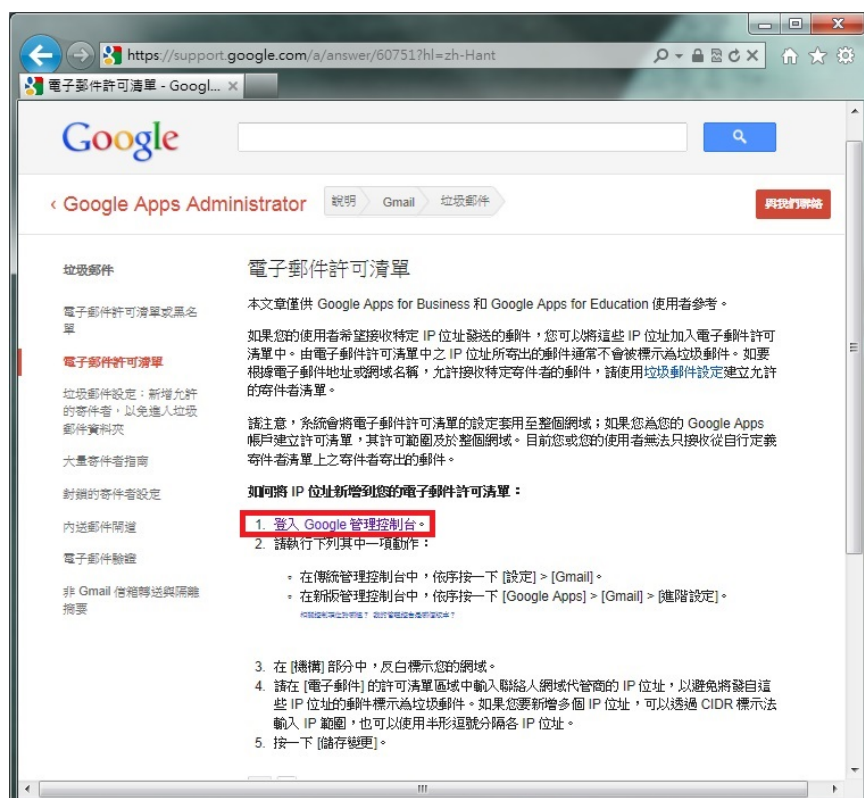 https://support.google.com/a/answer/60751?hl=zh-Hant
電子郵件許可清單 - Googl...
Google
‹ Google Apps Administrator
說明
Gmail
垃圾郵件
與我們聯絡
垃圾郵件
電子郵件許可清單或黑名
單
電子郵件許可清單
垃圾郵件設定：新增允許
的寄件者，以免進入垃圾
郵件資料夾
大量寄件者指南
封鎖的寄件者設定
內送郵件閘道
電子郵件驗證
非 Gmail 信箱轉送與隔離
摘要
電子郵件許可清單
本文章僅供 Google Apps for Business 和 Google Apps for Education 使用者參考。
如果您的使用者希望接收特定 IP 位址發送的郵件，您可以將這些 IP 位址加入電子郵件許可
清單中。由電子郵件許可清單中之 IP 位址所寄出的郵件通常不會被標示為垃圾郵件。如要
根據電子郵件地址或網域名稱，允許接收特定寄件者的郵件，請使用垃圾郵件設定建立允許
的寄件者清單。
請注意，系統會將電子郵件許可清單的設定套用至整個網域；如果您為您的 Google Apps
帳戶建立許可清單，其許可範圍及於整個網域。目前您或您的使用者無法只接收從自行定義
寄件者清單上之寄件者寄出的郵件。
如何將 IP 位址新增到您的電子郵件許可清單：
1. 登入 Google 管理控制台。
2. 請執行下列其中一項動作：
在傳統管理控制台中，依序按一下 [設定] > [Gmail]。
在新版管理控制台中，依序按一下 [Google Apps] > [Gmail] > [進階設定]。
3. 在 [機構] 部分中，反白標示您的網域。
4. 請在 [電子郵件] 的許可清單區域中輸入聯絡人網域代管商的 IP 位址，以避免將發自這
些 IP 位址的郵件標示為垃圾郵件。如果您要新增多個 IP 位址，可以透過 CIDR 標示法
輸入 IP 範圍，也可以使用半形逗號分隔各 IP 位址。
5. 按一下 [儲存變更]。